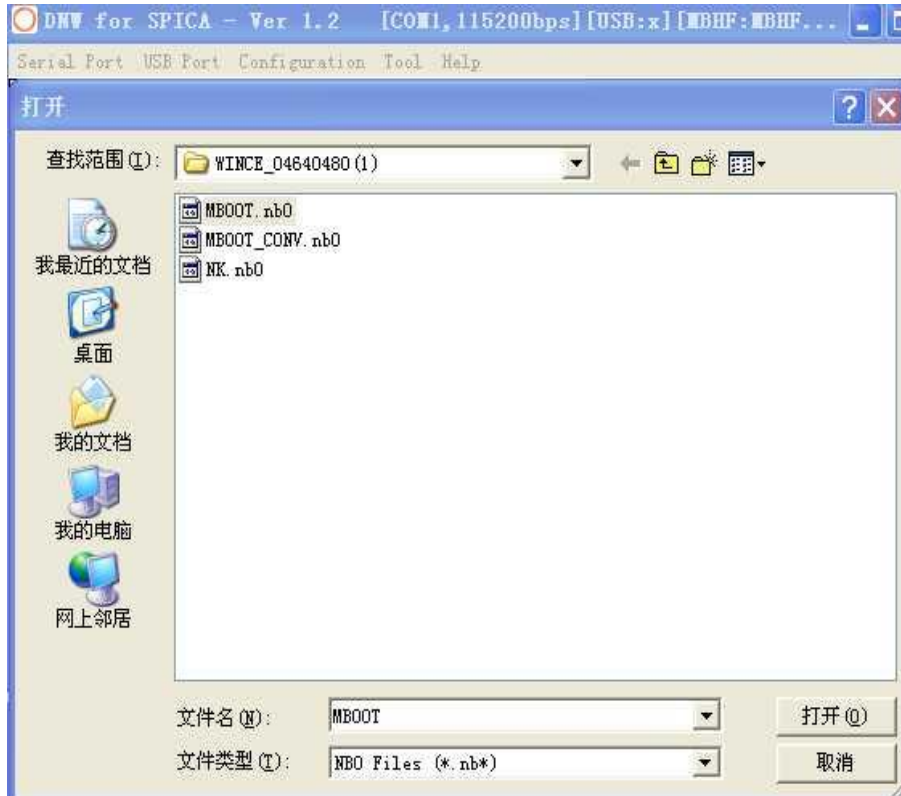 DNW for SPICA - Ver 1.2 [COM1,115200bps][USB:x][MBHF:MBHF...
Serial Port USB Port Configuration Tool Help
打开
查找范围(I): WINCE_04640480(1)
MBOOT.nb0
MBOOT_CONV.nb0
NK.nb0
我最近的文档
桌面
我的文档
我的电脑
网上邻居
文件名(N): MBOOT 打开(O)
文件类型(T): NB0 Files (*.nb*) 取消